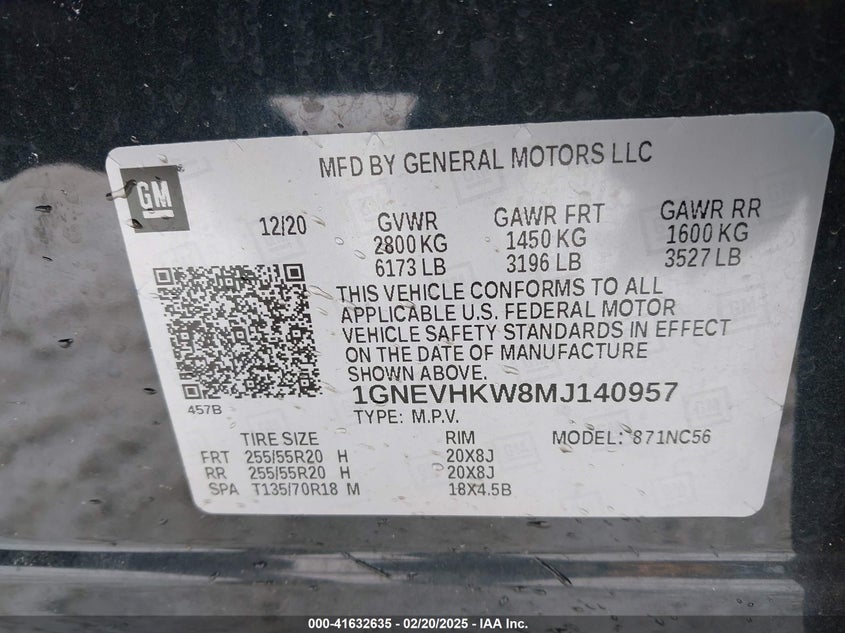 MFD BY GENERAL MOTORS LLC
GM
12/20
GVWR GAWR FRT GAWR RR
2800 KG 1450 KG 1600 KG
6173 LB 3196 LB 3527 LB
THIS VEHICLE CONFORMS TO ALL
APPLICABLE U.S. FEDERAL MOTOR
VEHICLE SAFETY STANDARDS IN EFFECT
ON THE DATE OF MANUFACTURE
SHOWN ABOVE.
457B
1GNEVHKW8MJ140957
TYPE: M.P.V.
TIRE SIZE RIM MODEL: 871NC56
FRT 255/55R20 H 20X8J
RR 255/55R20 H 20X8J
SPA T135/70R18 M 18X4.5B
000-41632635 - 02/20/2025 - IAA Inc.